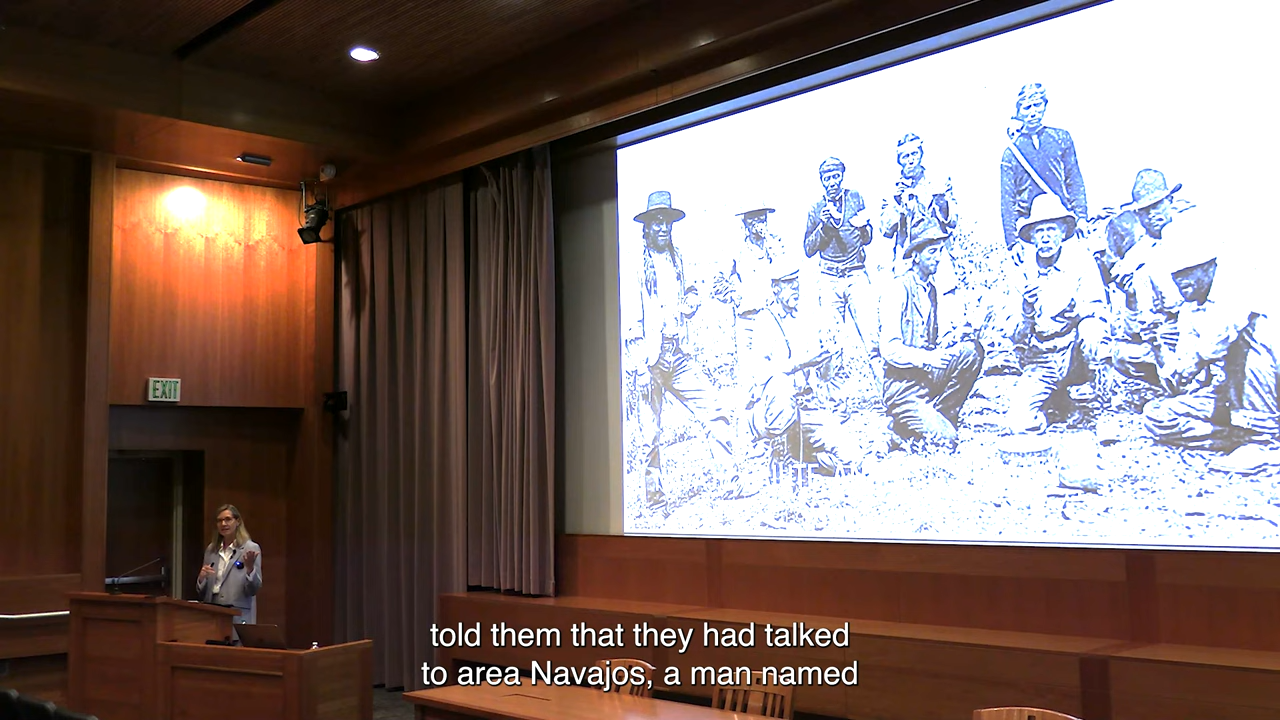 EXIT
told them that they had talked
to area Navajos, a man named